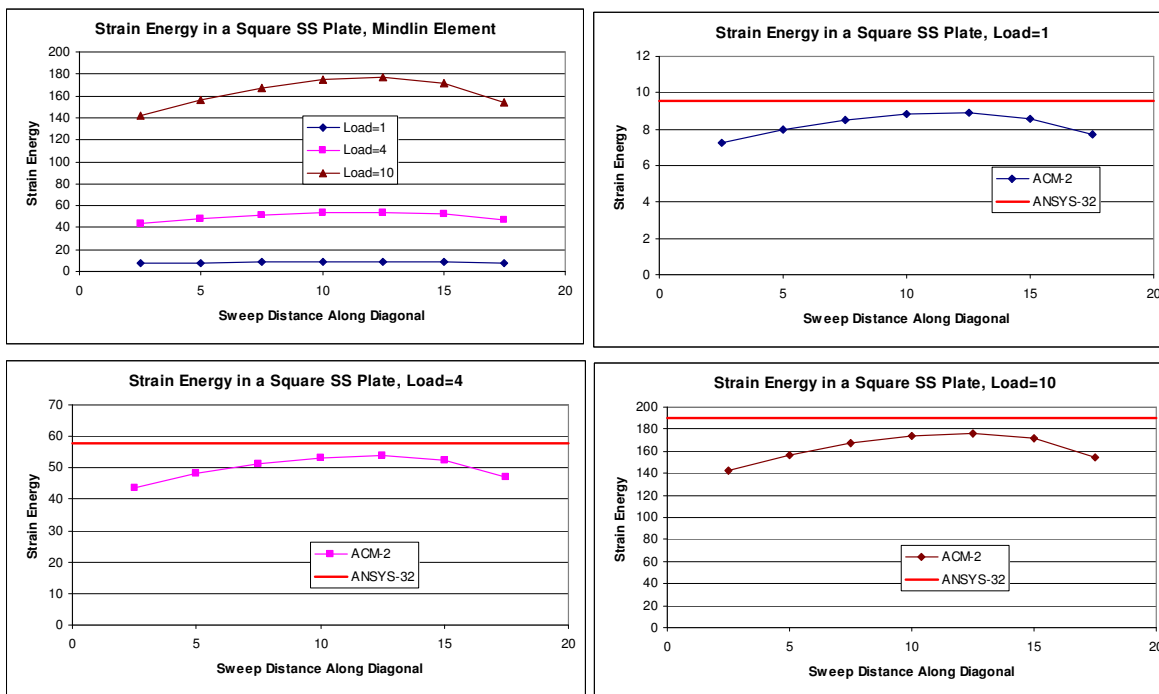 Strain Energy in a Square SS Plate, Mindlin Element
Strain Energy
200
180
160
140
120
100
80
60
40
20
0
Load=1
Load=4
Load=10
0 5 10 15 20
Sweep Distance Along Diagonal
Strain Energy in a Square SS Plate, Load=1
Strain Energy
12
10
8
6
4
2
0
ACM-2
ANSYS-32
0 5 10 15 20
Sweep Distance Along Diagonal
Strain Energy in a Square SS Plate, Load=4
Strain Energy
70
60
50
40
30
20
10
0
ACM-2
ANSYS-32
0 5 10 15 20
Sweep Distance Along Diagonal
Strain Energy in a Square SS Plate, Load=10
Strain Energy
200
180
160
140
120
100
80
60
40
20
0
ACM-2
ANSYS-32
0 5 10 15 20
Sweep Distance Along Diagonal